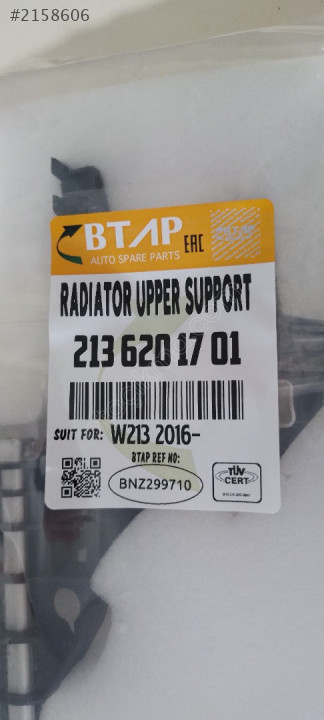 #2158606
BTAP EAC
AUTO SPARE PARTS
RADIATOR UPPER SUPPORT
213 620 17 01
SUIT FOR: W213 2016-
BTAP REF NO:
BNZ299710
TÜV
CERT